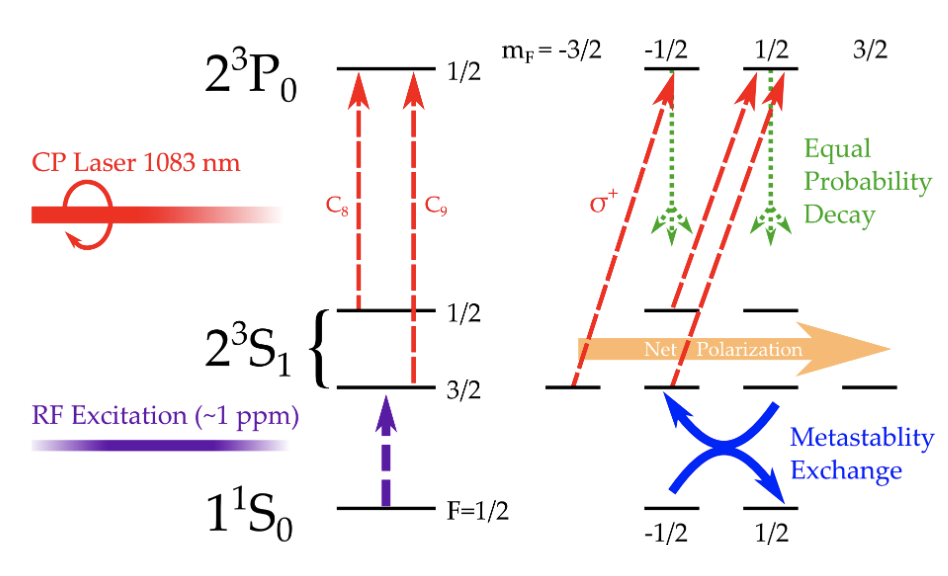 m_F = -3/2 -1/2 1/2 3/2
2³P₀
1/2
CP Laser 1083 nm
C₈ C₉
σ⁺
Equal
Probability
Decay
1/2
2³S₁
Net Polarization
3/2
RF Excitation (~1 ppm)
Metastablity
Exchange
1¹S₀
F=1/2
-1/2 1/2